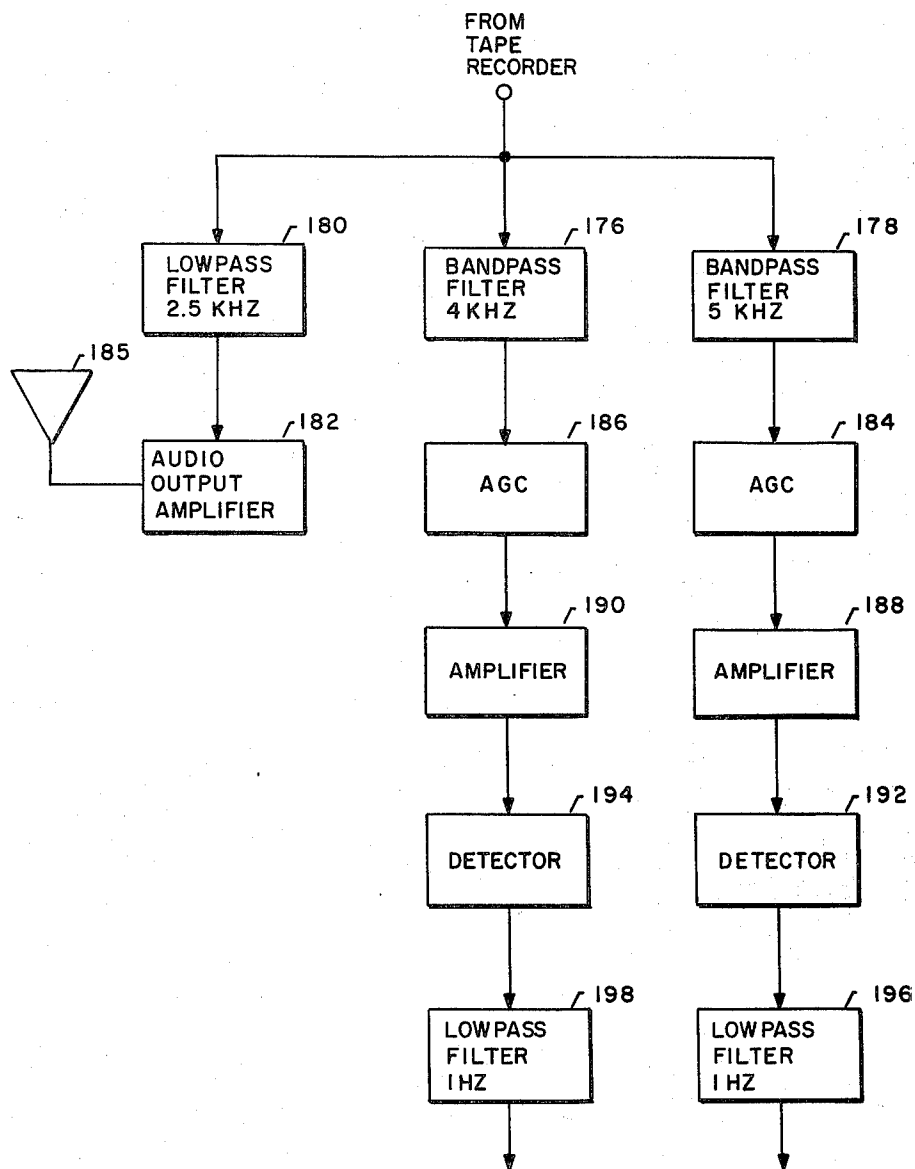 FROM
TAPE
RECORDER
180
176
178
LOWPASS
FILTER
2.5 KHZ
BANDPASS
FILTER
4 KHZ
BANDPASS
FILTER
5 KHZ
185
182
186
184
AUDIO
OUTPUT
AMPLIFIER
AGC
AGC
190
188
AMPLIFIER
AMPLIFIER
194
192
DETECTOR
DETECTOR
198
196
LOWPASS
FILTER
1 HZ
LOWPASS
FILTER
1 HZ